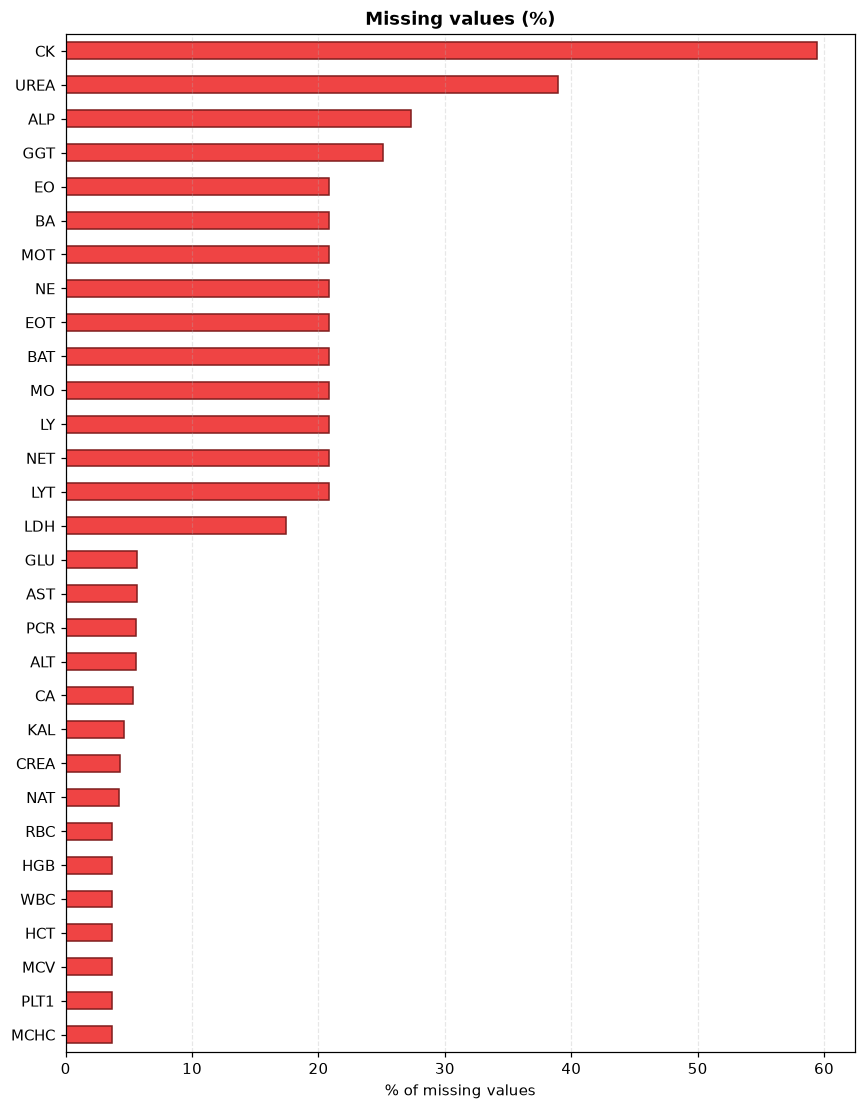 Missing values (%)
CK
UREA
ALP
GGT
EO
BA
MOT
NE
EOT
BAT
MO
LY
NET
LYT
LDH
GLU
AST
PCR
ALT
CA
KAL
CREA
NAT
RBC
HGB
WBC
HCT
MCV
PLT1
MCHC
0 10 20 30 40 50 60
% of missing values